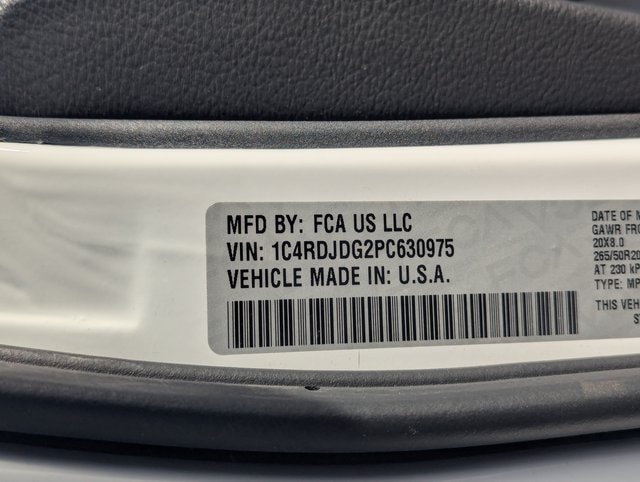 MFD BY: FCA US LLC
VIN: 1C4RDJDG2PC630975
VEHICLE MADE IN: U.S.A.
DATE OF M
GAWR FRO
20X8.0
265/50R20
AT 230 kP
TYPE: MP
THIS VEH